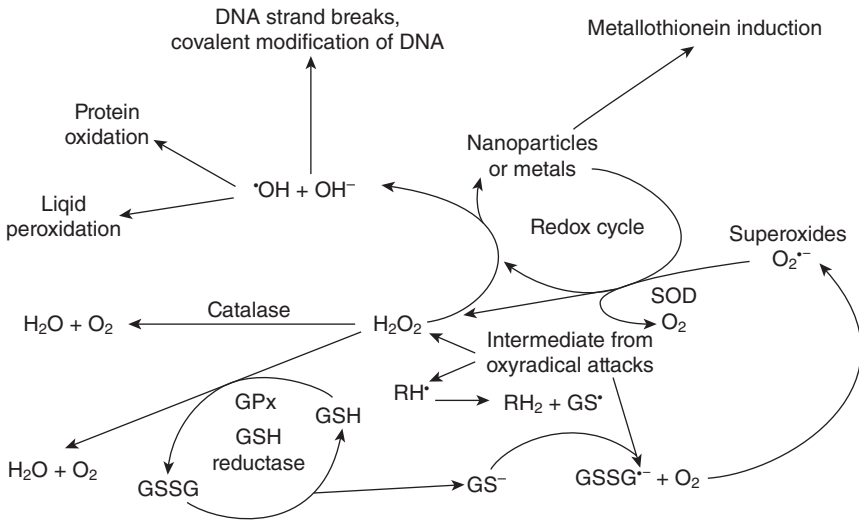 DNA strand breaks,
covalent modification of DNA
Metallothionein induction
Protein
oxidation
Nanoparticles
or metals
•OH + OH⁻
Liqid
peroxidation
Redox cycle
Superoxides
O₂•⁻
SOD
O₂
H₂O + O₂
Catalase
H₂O₂
Intermediate from
oxyradical attacks
RH•
RH₂ + GS•
GPx
GSH
GSH
reductase
H₂O + O₂
GSSG
GS⁻
GSSG•⁻ + O₂